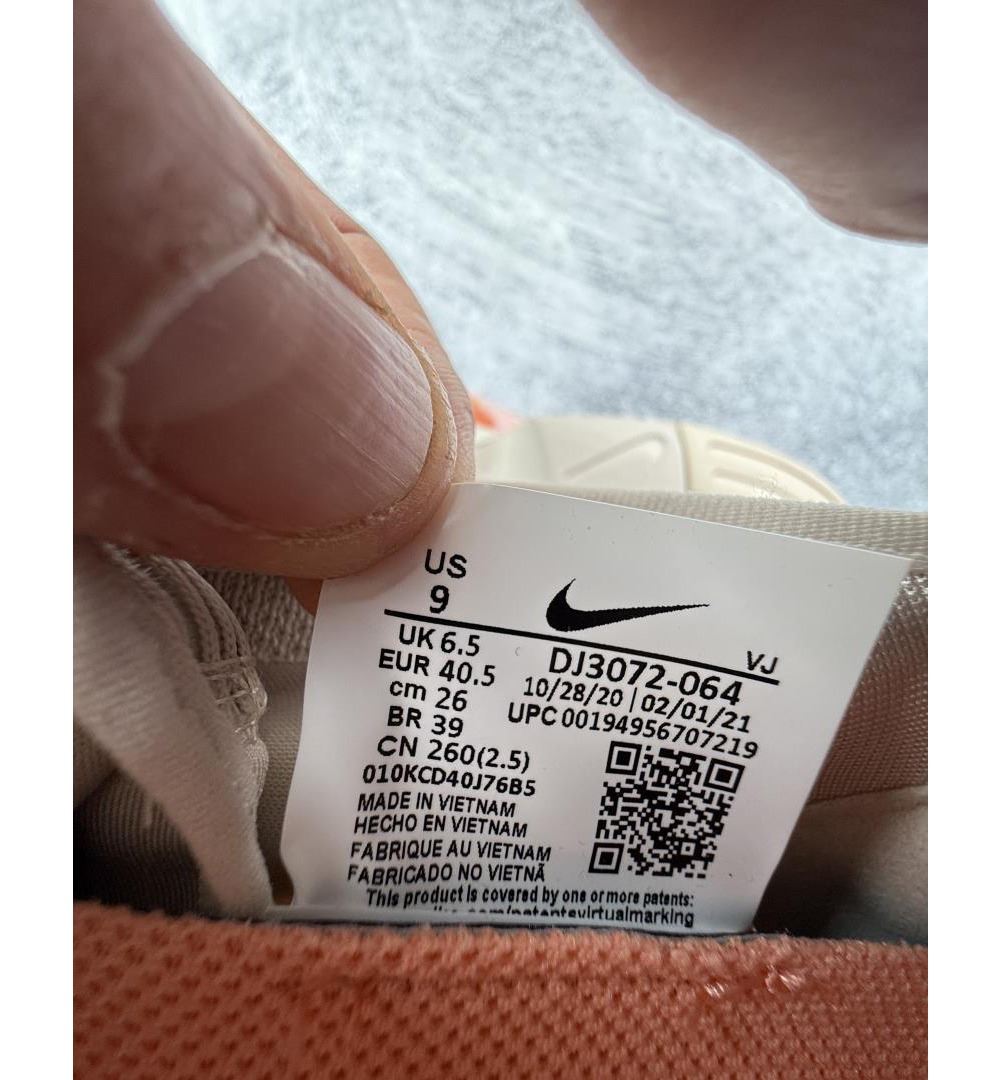 US
9
UK 6.5
EUR 40.5
cm 26
BR 39
CN 260(2.5)
010KCD40J76B5
MADE IN VIETNAM
HECHO EN VIETNAM
FABRIQUE AU VIETNAM
FABRICADO NO VIETNÃ
VJ
DJ3072-064
10/28/20 | 02/01/21
UPC 00194956707219
This product is covered by one or more patents:
com/patentsvirtualmarking